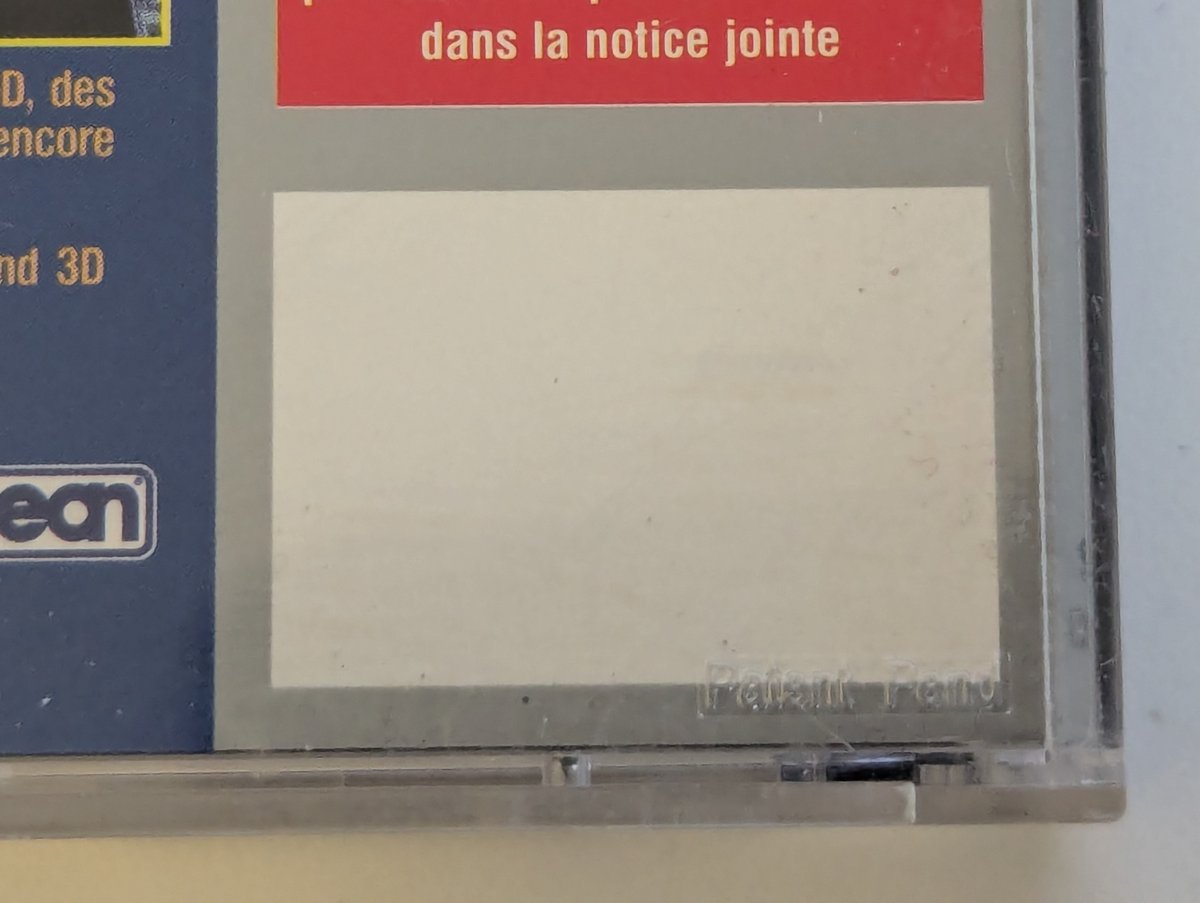 dans la notice jointe
D, des
encore
nd 3D
ean
Patent Pend